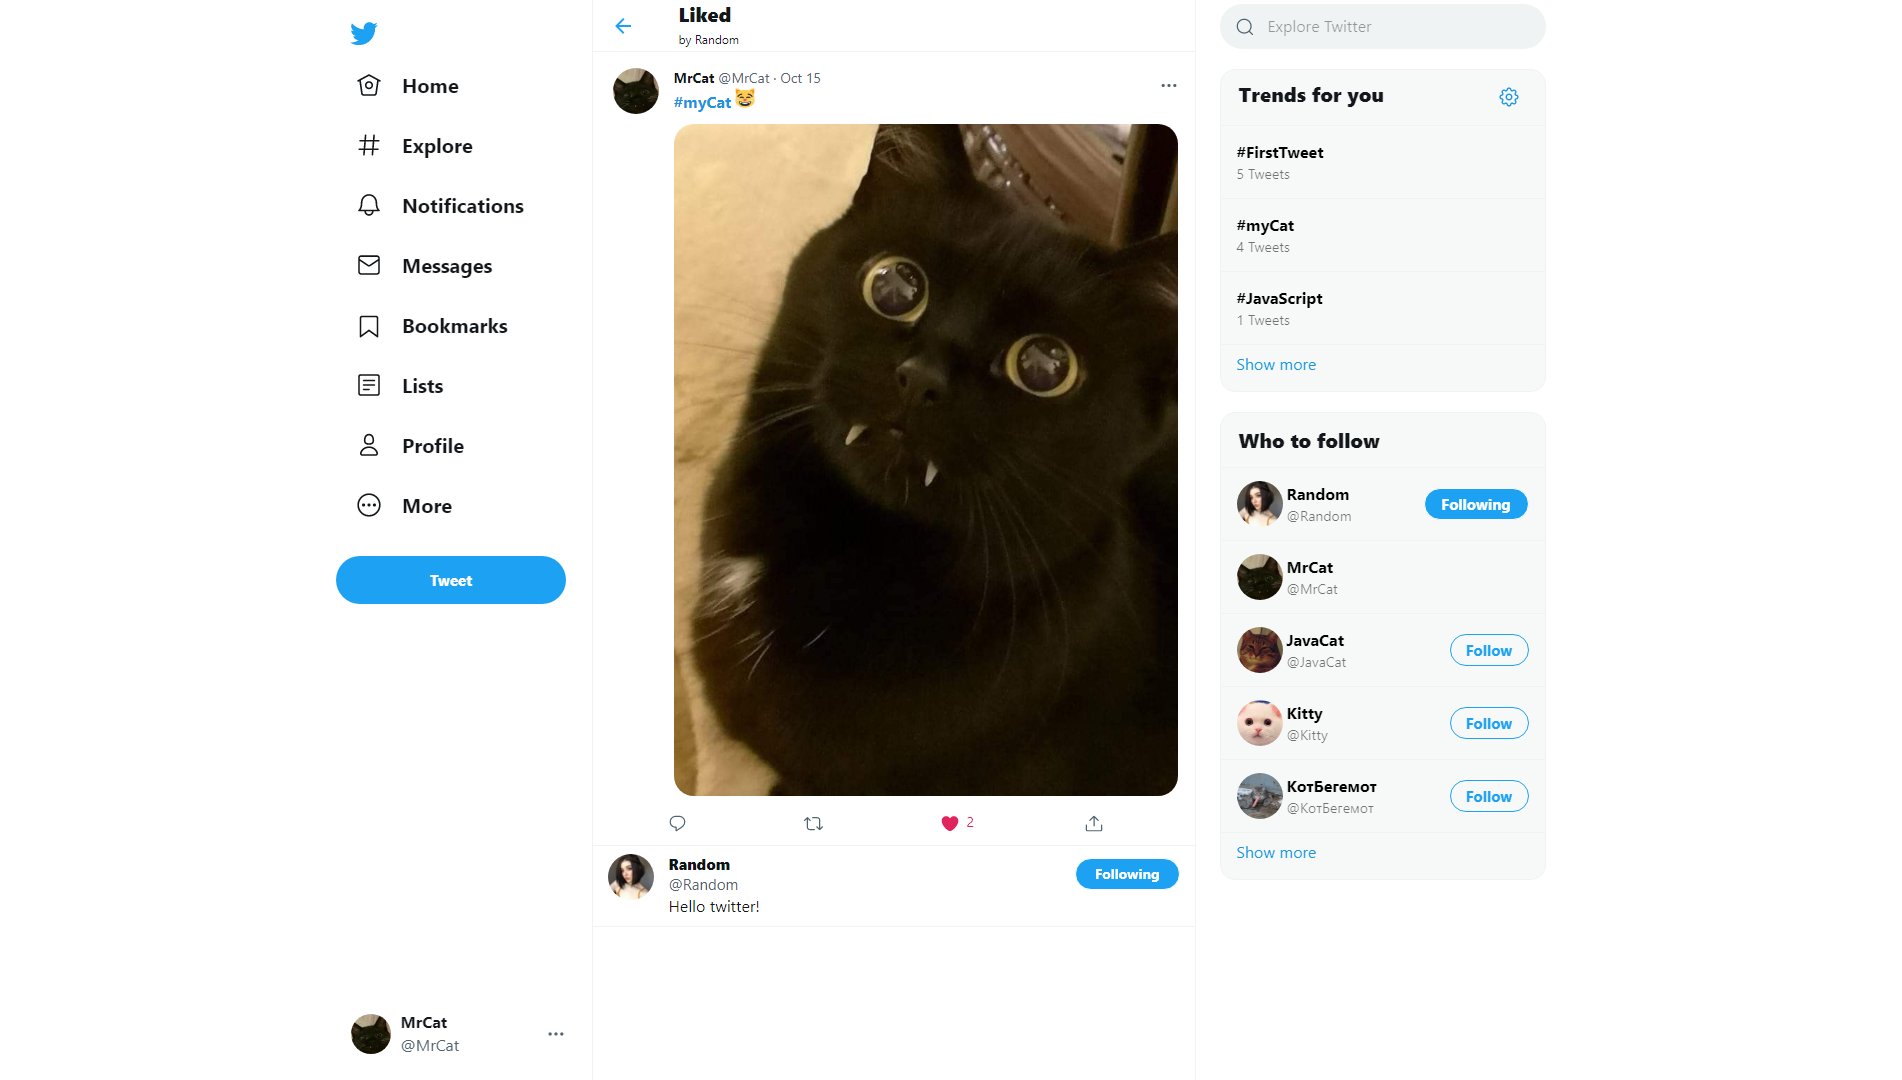 Home
Explore
Notifications
Messages
Bookmarks
Lists
Profile
More
Tweet
MrCat
@MrCat
Liked
by Random
MrCat @MrCat · Oct 15
#myCat😸
2
Random
@Random
Following
Hello twitter!
Explore Twitter
Trends for you
#FirstTweet
5 Tweets
#myCat
4 Tweets
#JavaScript
1 Tweets
Show more
Who to follow
Random
@Random
Following
MrCat
@MrCat
JavaCat
@JavaCat
Follow
Kitty
@Kitty
Follow
КотБегемот
@КотБегемот
Follow
Show more